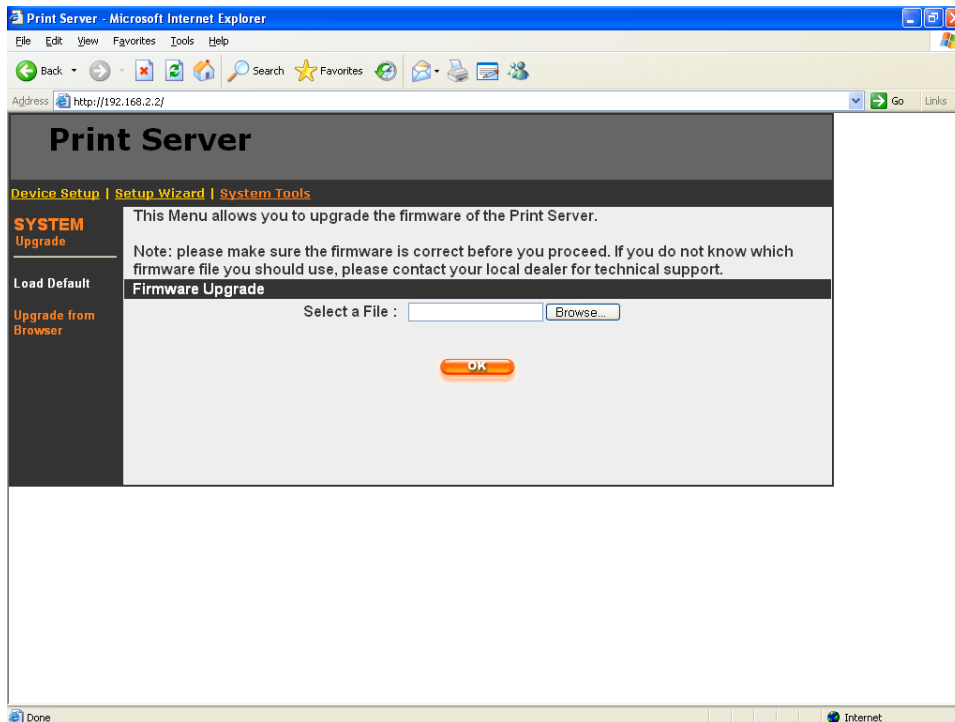 Print Server - Microsoft Internet Explorer
File Edit View Favorites Tools Help
Back Search Favorites
Address http://192.168.2.2/ Go Links
Print Server
Device Setup | Setup Wizard | System Tools
SYSTEM
Upgrade
Load Default
Upgrade from
Browser
This Menu allows you to upgrade the firmware of the Print Server.
Note: please make sure the firmware is correct before you proceed. If you do not know which
firmware file you should use, please contact your local dealer for technical support.
Firmware Upgrade
Select a File : Browse...
OK
Done Internet